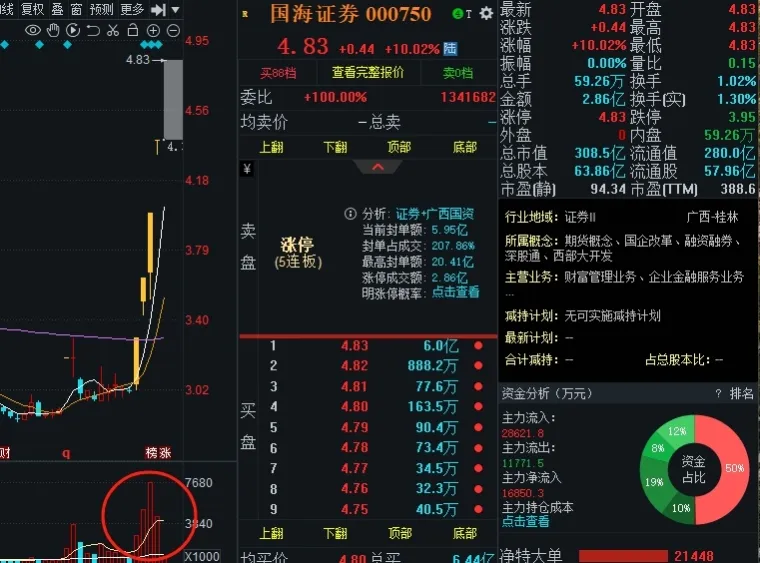 均线 复权 叠 窗 预测 更多
4.95
4.83
4.56
4.18
3.79
3.40
3.02
财 q 榜 涨
7680
3840
X1000
R 国海证券 000750 T
4.83 +0.44 +10.02% 陆
买88档 查看完整报价 卖0档
委比 +100.00% 1341682
均卖价 – 总卖 –
上翻 下翻 顶部 底部
¥
卖盘
涨停
(5连板)
分析: 证券+广西国资
当前封单额: 5.95亿
封单占成交: 207.86%
最高封单额: 20.41亿
涨停成交额: 2.86亿
明涨停概率: 点击查看
买盘
1 4.83 6.0亿
2 4.82 888.2万
3 4.81 77.6万
4 4.80 163.5万
5 4.79 90.4万
6 4.78 73.4万
7 4.77 34.5万
8 4.76 32.3万
9 4.75 40.5万
上翻 下翻 顶部 底部
均买价 4.80 总买 6.44亿
最新 4.83 开盘 4.83
涨跌 +0.44 最高 4.83
涨幅 +10.02% 最低 4.83
振幅 0.00% 量比 0.15
总手 59.26万 换手 1.02%
金额 2.86亿 换手(实) 1.30%
涨停 4.83 跌停 3.95
外盘 0 内盘 59.26万
总市值 308.5亿 流通值 280.0亿
总股本 63.86亿 流通股 57.96亿
市盈(静) 94.34 市盈(TTM) 388.6
行业地域: 证券II 广西-桂林
所属概念: 期货概念、国企改革、融资融券、
深股通、西部大开发
主营业务: 财富管理业务、企业金融服务业务
...
减持计划: 无可实施减持计划
最新计划: --
合计减持: -- 占总股本比: --
资金分析 (万元) ? 排名
主力流入:
28621.8
主力流出:
11771.5
主力净流入
16850.3
主力持仓成本
点击查看
12%
8%
19%
10%
50%
资金
占比
净特大单 21448